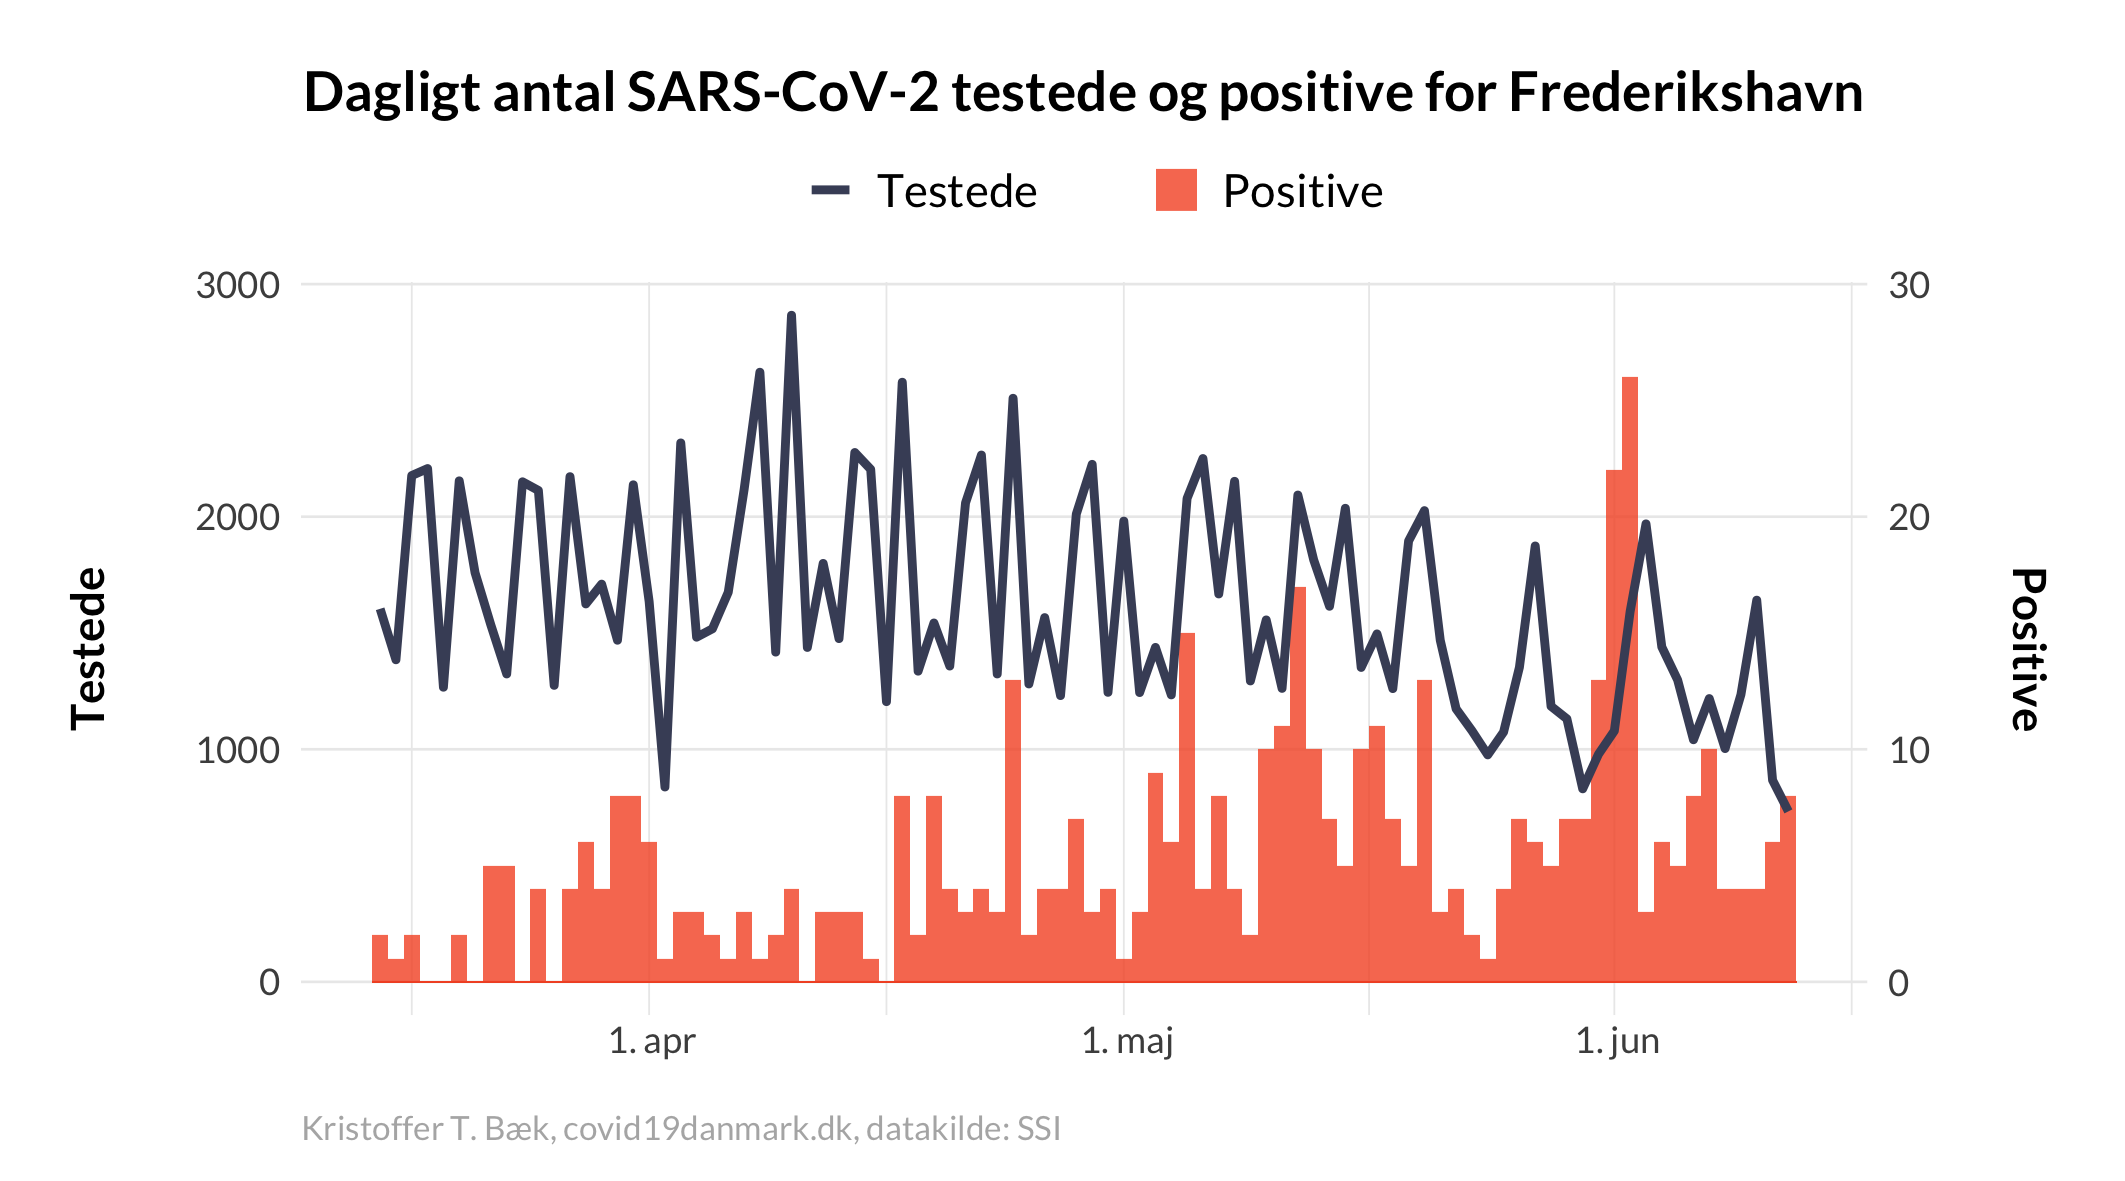 Dagligt antal SARS-CoV-2 testede og positive for Frederikshavn
Testede Positive
3000 30
2000 20
1000 10
0 0
Testede
Positive
1. apr 1. maj 1. jun
Kristoffer T. Bæk, covid19danmark.dk, datakilde: SSI